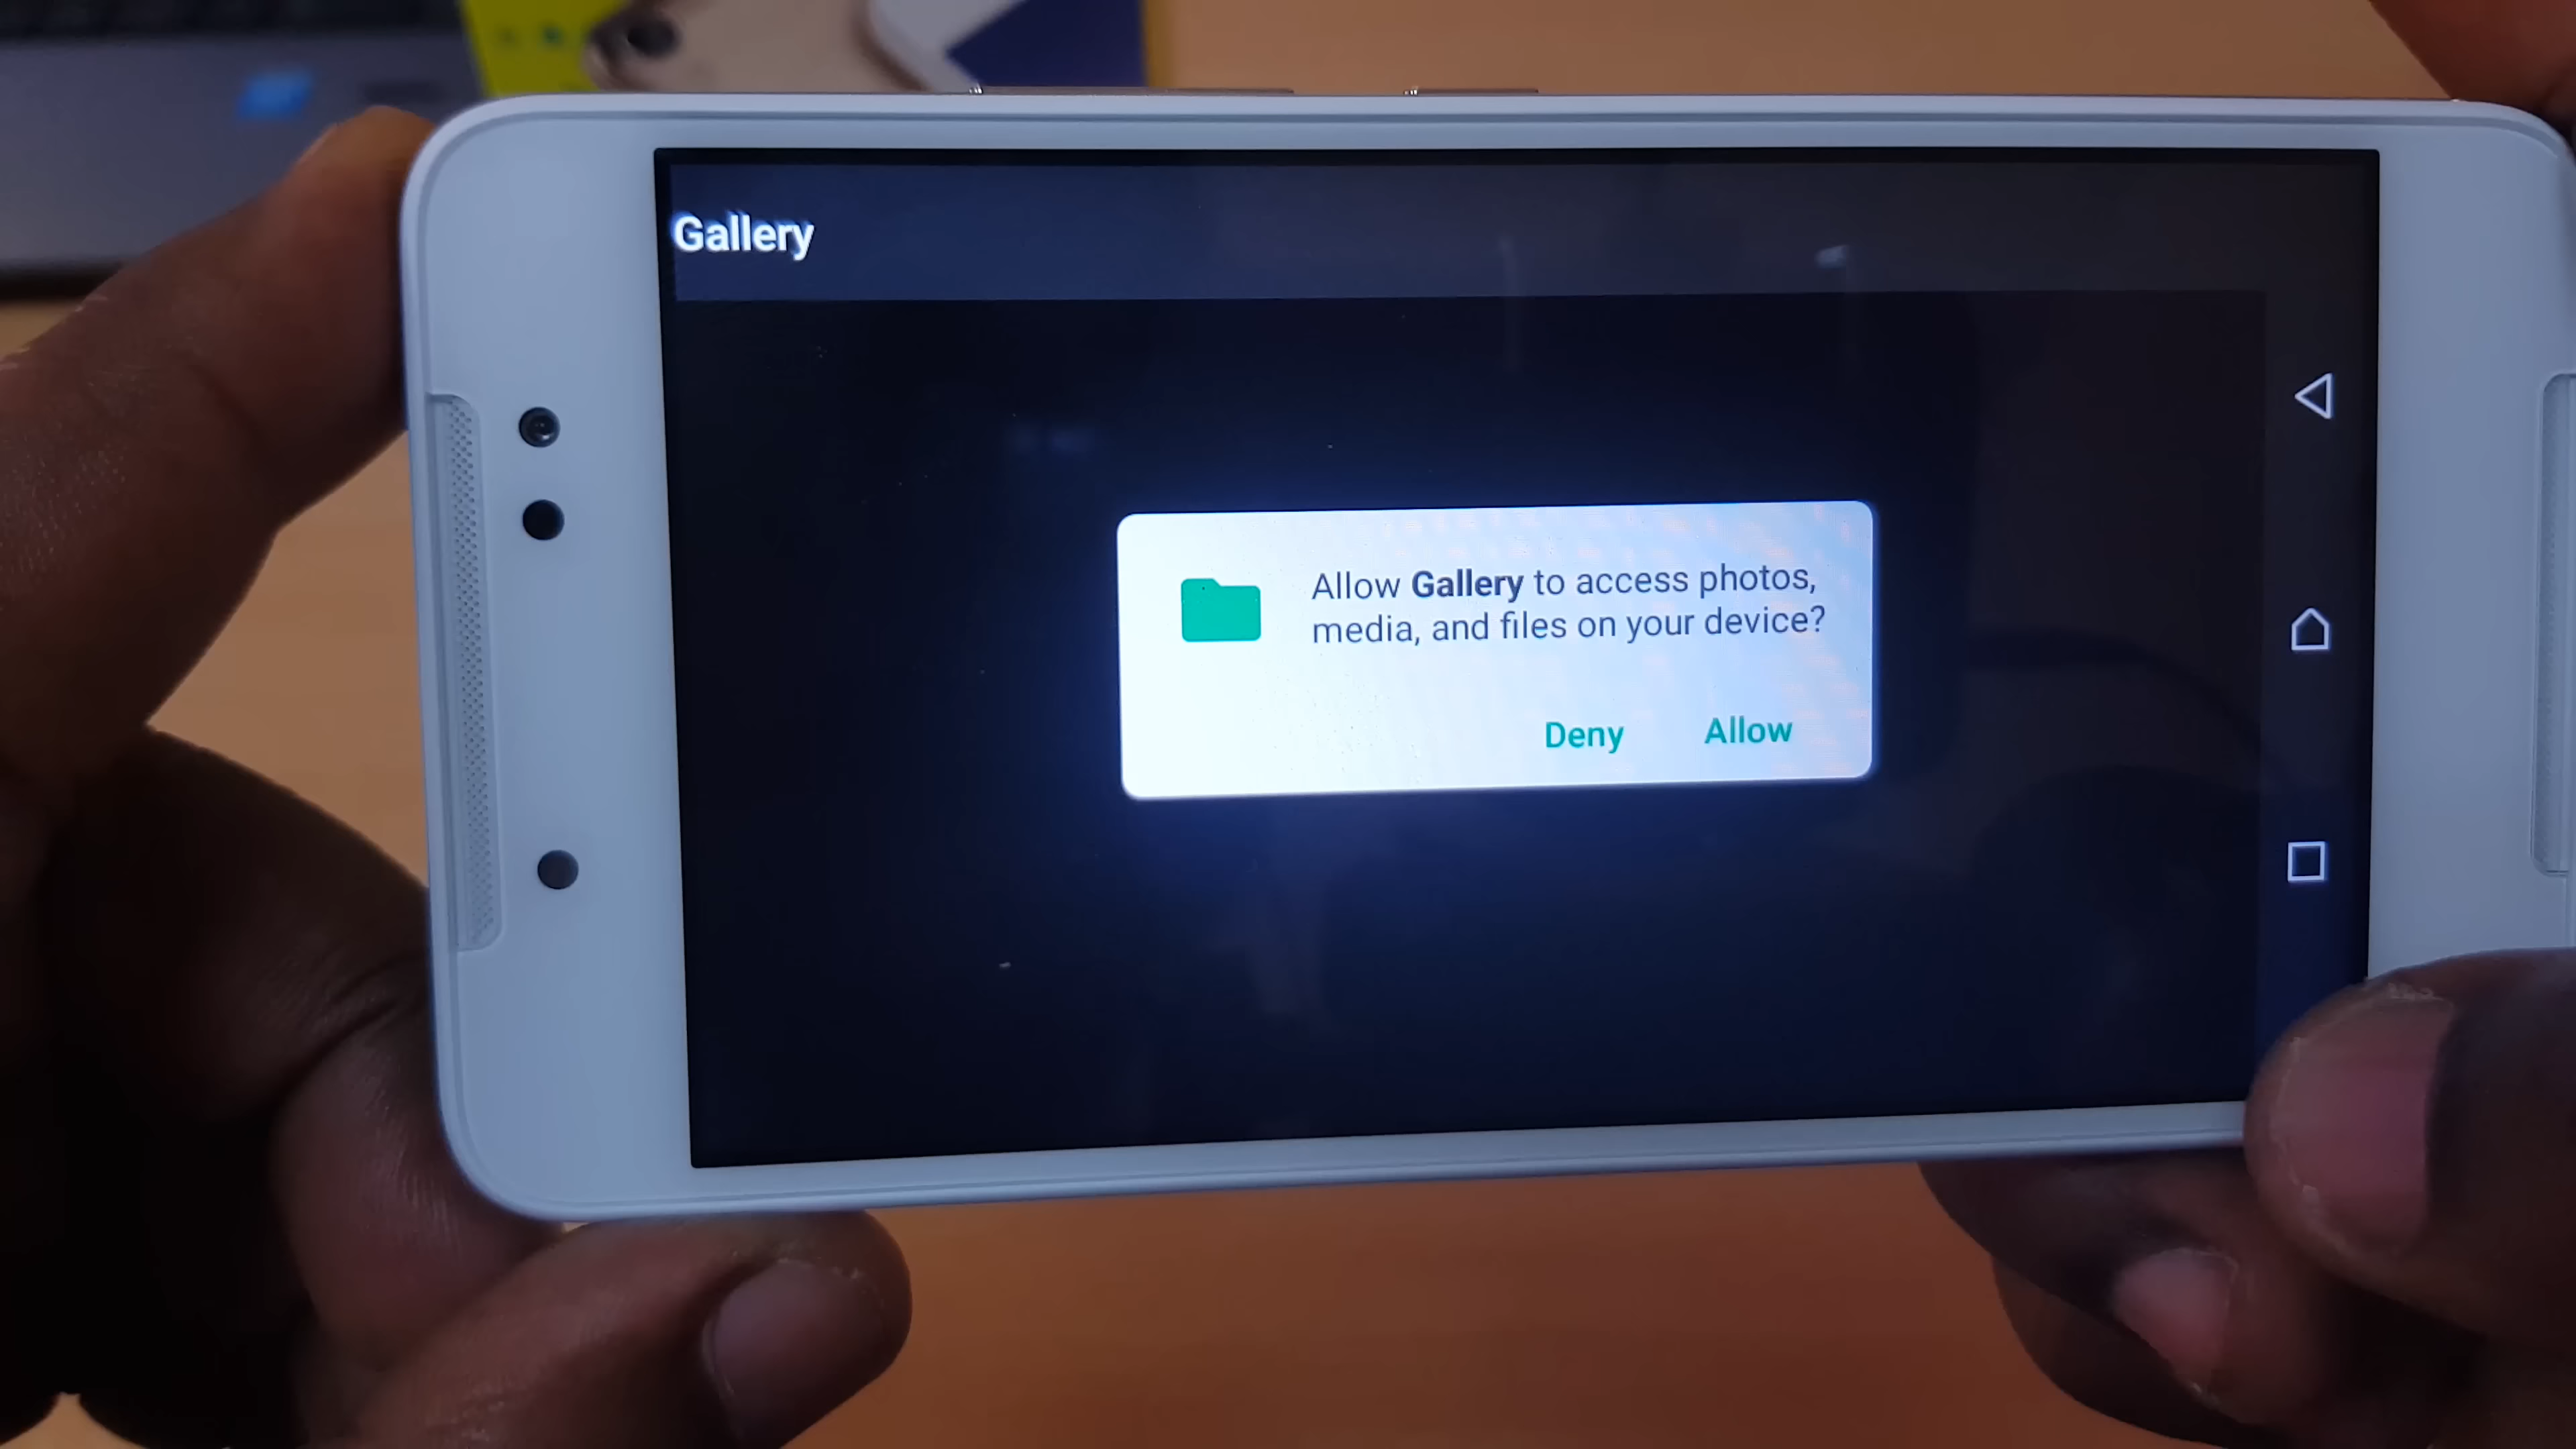 Gallery
Allow Gallery to access photos,
media, and files on your device?
Deny Allow